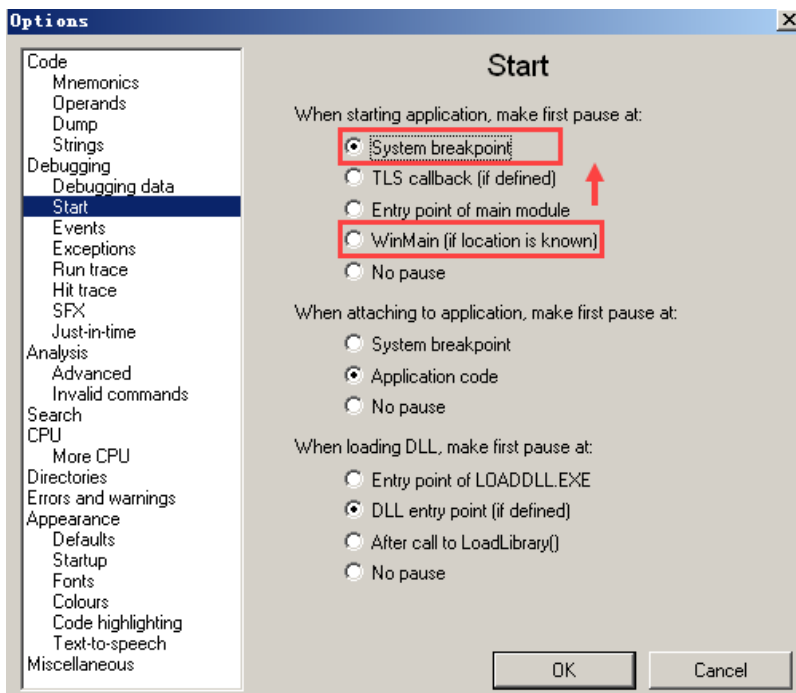 Options
Code
Mnemonics
Operands
Dump
Strings
Debugging
Debugging data
Start
Events
Exceptions
Run trace
Hit trace
SFX
Just-in-time
Analysis
Advanced
Invalid commands
Search
CPU
More CPU
Directories
Errors and warnings
Appearance
Defaults
Startup
Fonts
Colours
Code highlighting
Text-to-speech
Miscellaneous
Start
When starting application, make first pause at:
System breakpoint
TLS callback (if defined)
Entry point of main module
WinMain (if location is known)
No pause
When attaching to application, make first pause at:
System breakpoint
Application code
No pause
When loading DLL, make first pause at:
Entry point of LOADDLL.EXE
DLL entry point (if defined)
After call to LoadLibrary()
No pause
OK
Cancel